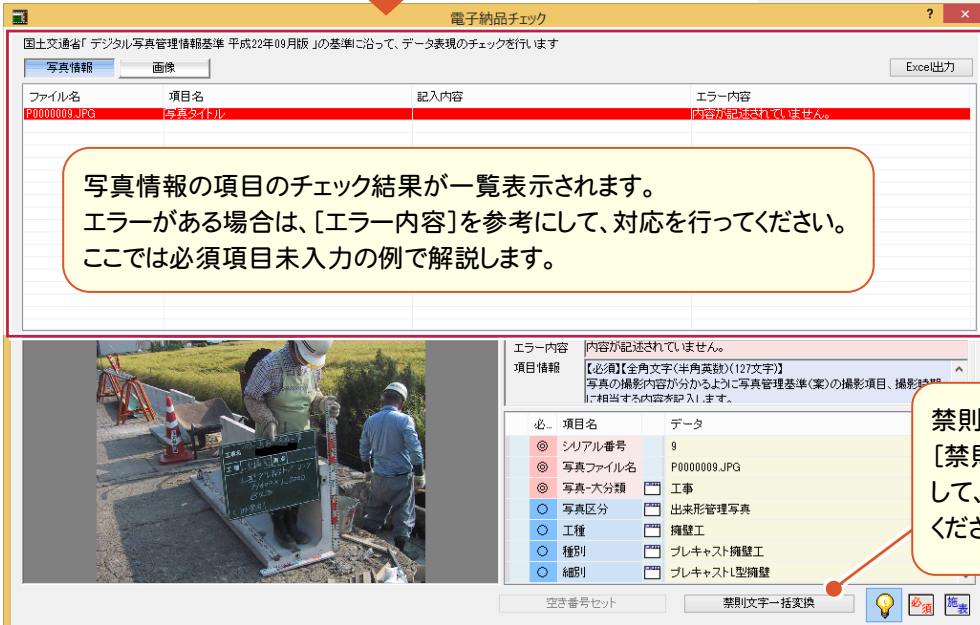 電子納品チェック
? ×
国土交通省「 デジタル写真管理情報基準 平成22年09月版 」の基準に沿って、データ表現のチェックを行います
写真情報 画像 Excel出力
ファイル名 項目名 記入内容 エラー内容
P0000009.JPG 写真タイトル 内容が記述されていません。
写真情報の項目のチェック結果が一覧表示されます。
エラーがある場合は、[エラー内容]を参考にして、対応を行ってください。
ここでは必須項目未入力の例で解説します。
エラー内容 内容が記述されていません。
項目情報 【必須】【全角文字(半角英数)(127文字)】
写真の撮影内容が分かるように写真管理基準(案)の撮影項目、撮影時期
に相当する内容を記入します。
必... 項目名 データ
◎ シリアル番号 9
◎ 写真ファイル名 P0000009.JPG
◎ 写真-大分類 工事
○ 写真区分 出来形管理写真
○ 工種 擁壁工
○ 種別 プレキャスト擁壁工
○ 細別 プレキャストL型擁壁
禁則
[禁則
して、
くださ
空き番号セット 禁則文字一括変換 必須 施表